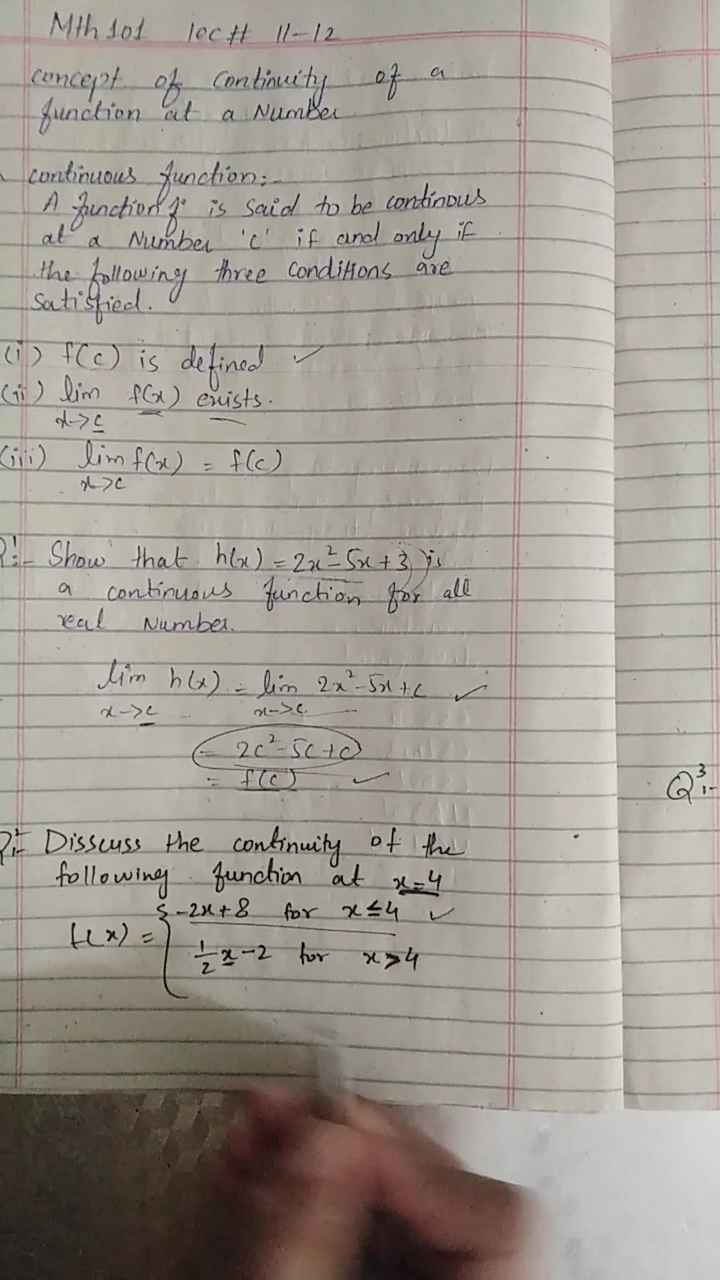 Mth 101 lec# 11-12
concept of continuity of a
function at a Number
continuous function:-
A function f is said to be continous
at a Number 'c' if and only if
the following three conditions are
satisfied.
(i) f(c) is defined ✓
(ii) lim f(x) exists.
x->c
(iii) lim f(x) = f(c)
x->c
Q1:- Show that h(x) = 2x²-5x+3, is
a continuous function for all
real Number.
lim h(x) = lim 2x²-5x+c ✓
x->c x->c
= 2c²-5c+c
= f(c) ✓
Q2:- Disscuss the continuity of the
following function at x=4
f(x) = { -2x+8 for x≤4 ✓
1/2 x-2 for x>4
Q3:-